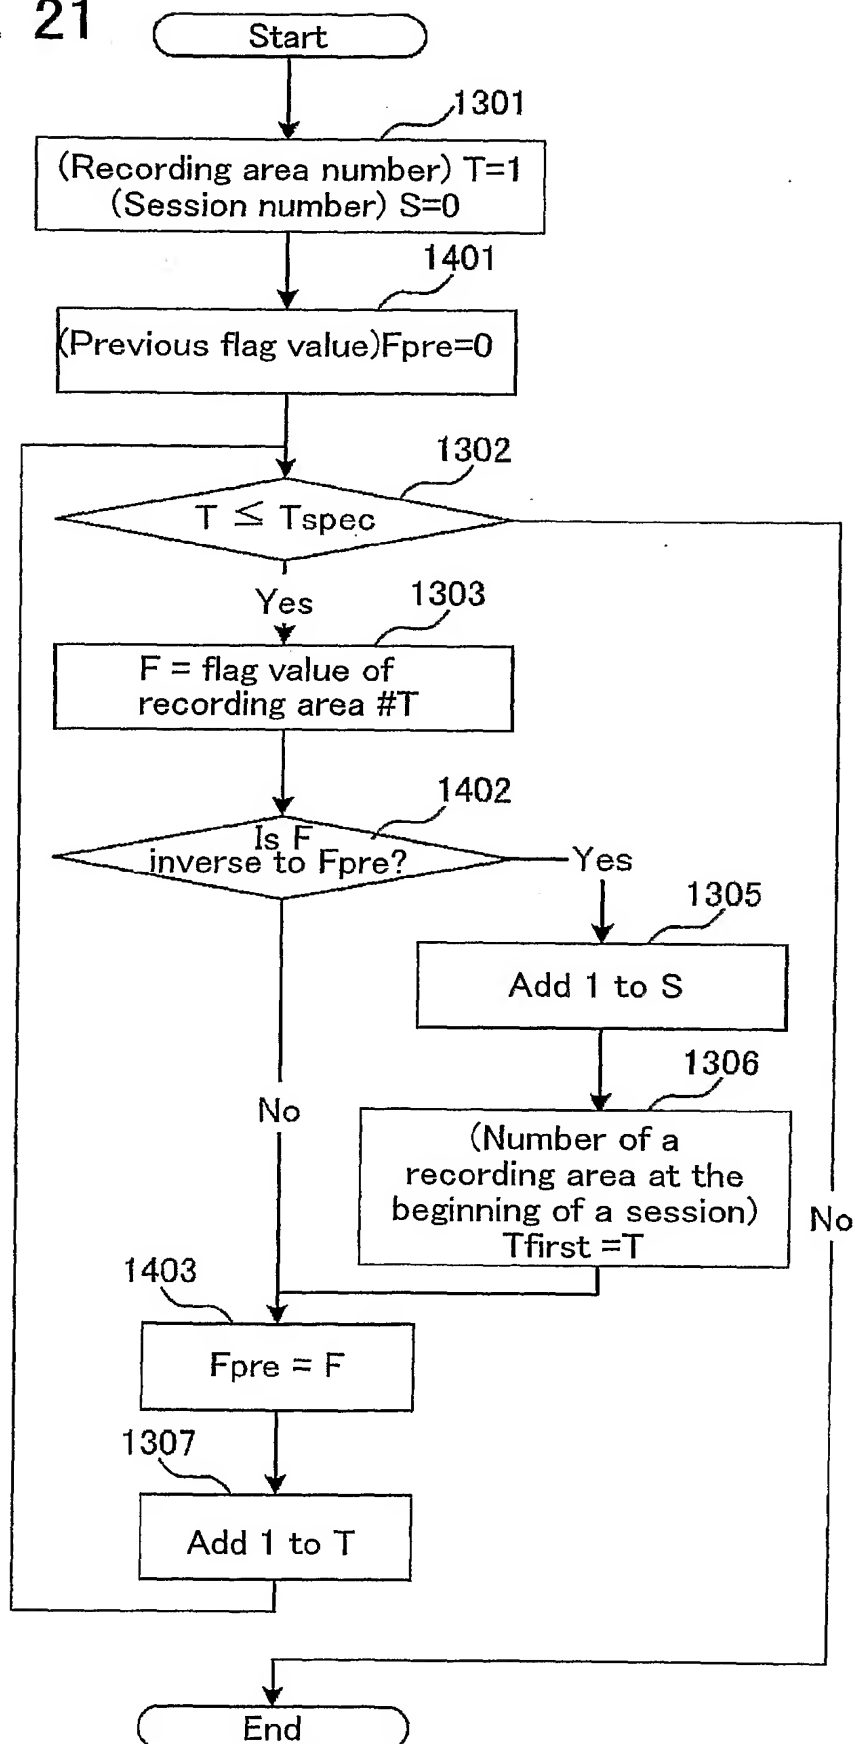 21
Start
1301
(Recording area number) T=1
(Session number) S=0
1401
(Previous flag value)Fpre=0
1302
T ≤ Tspec
Yes
1303
F = flag value of
recording area #T
1402
Is F
inverse to Fpre?
Yes
1305
Add 1 to S
1306
No
(Number of a
recording area at the
beginning of a session)
Tfirst =T
No
1403
Fpre = F
1307
Add 1 to T
End